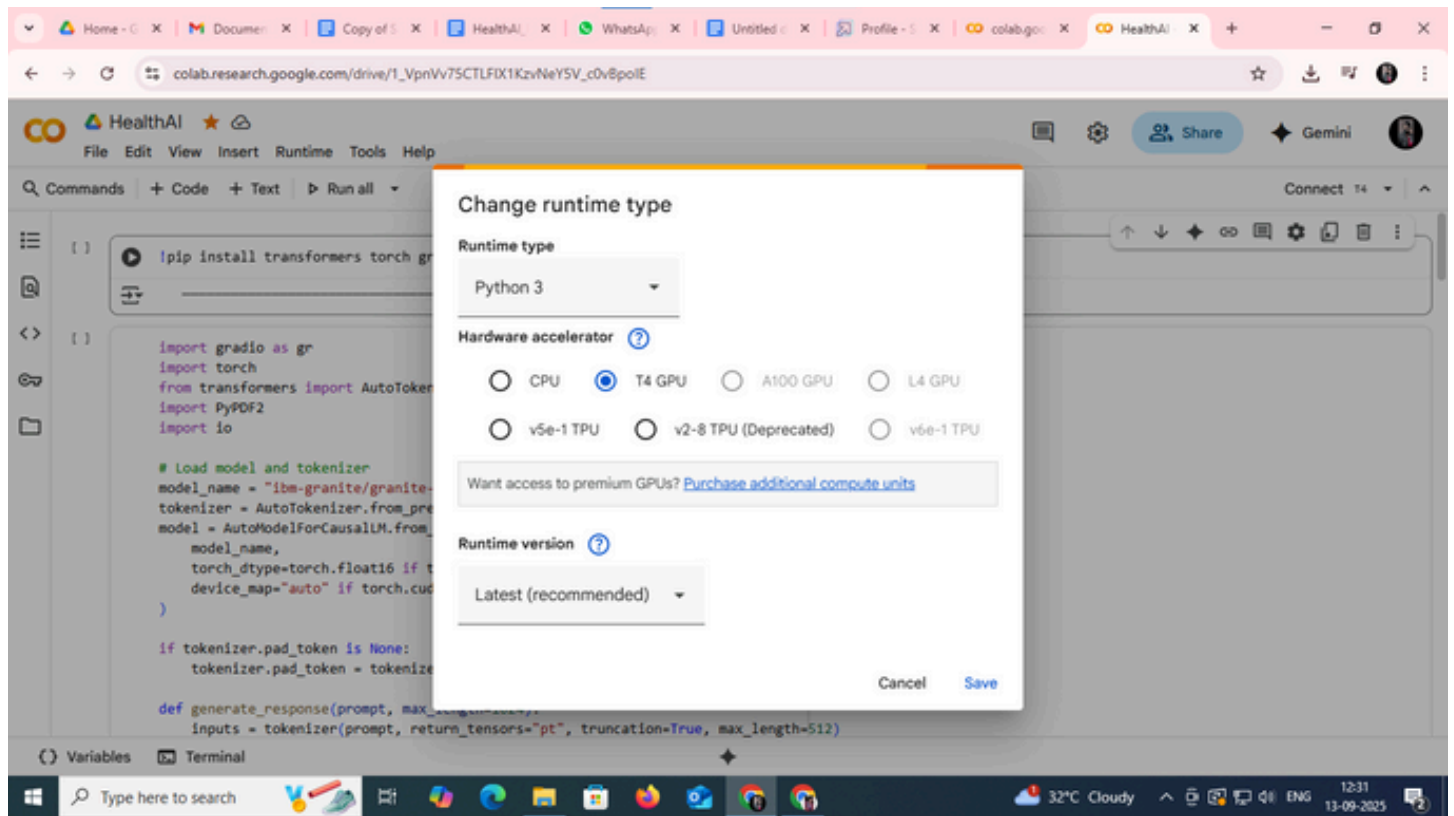 Home - G
Documen
Copy of S
HealthAI_
WhatsApp
Untitled d
Profile - S
colab.goo
HealthAI
colab.research.google.com/drive/1_VpnVv75CTLFIX1KzvNeY5V_c0vBpolE
HealthAI
File Edit View Insert Runtime Tools Help
Share
Gemini
Commands + Code + Text Run all
Connect T4
[ ] !pip install transformers torch gr
[ ] import gradio as gr
import torch
from transformers import AutoToken
import PyPDF2
import io
# Load model and tokenizer
model_name = "ibm-granite/granite-
tokenizer = AutoTokenizer.from_pre
model = AutoModelForCausalLM.from_
model_name,
torch_dtype=torch.float16 if t
device_map="auto" if torch.cud
)
if tokenizer.pad_token is None:
tokenizer.pad_token = tokenize
def generate_response(prompt, max_length=1024):
inputs = tokenizer(prompt, return_tensors="pt", truncation=True, max_length=512)
Change runtime type
Runtime type
Python 3
Hardware accelerator
CPU T4 GPU A100 GPU L4 GPU
v5e-1 TPU v2-8 TPU (Deprecated) v6e-1 TPU
Want access to premium GPUs? Purchase additional compute units
Runtime version
Latest (recommended)
Cancel Save
Variables Terminal
Type here to search
32°C Cloudy
ENG
12:31
13-09-2025